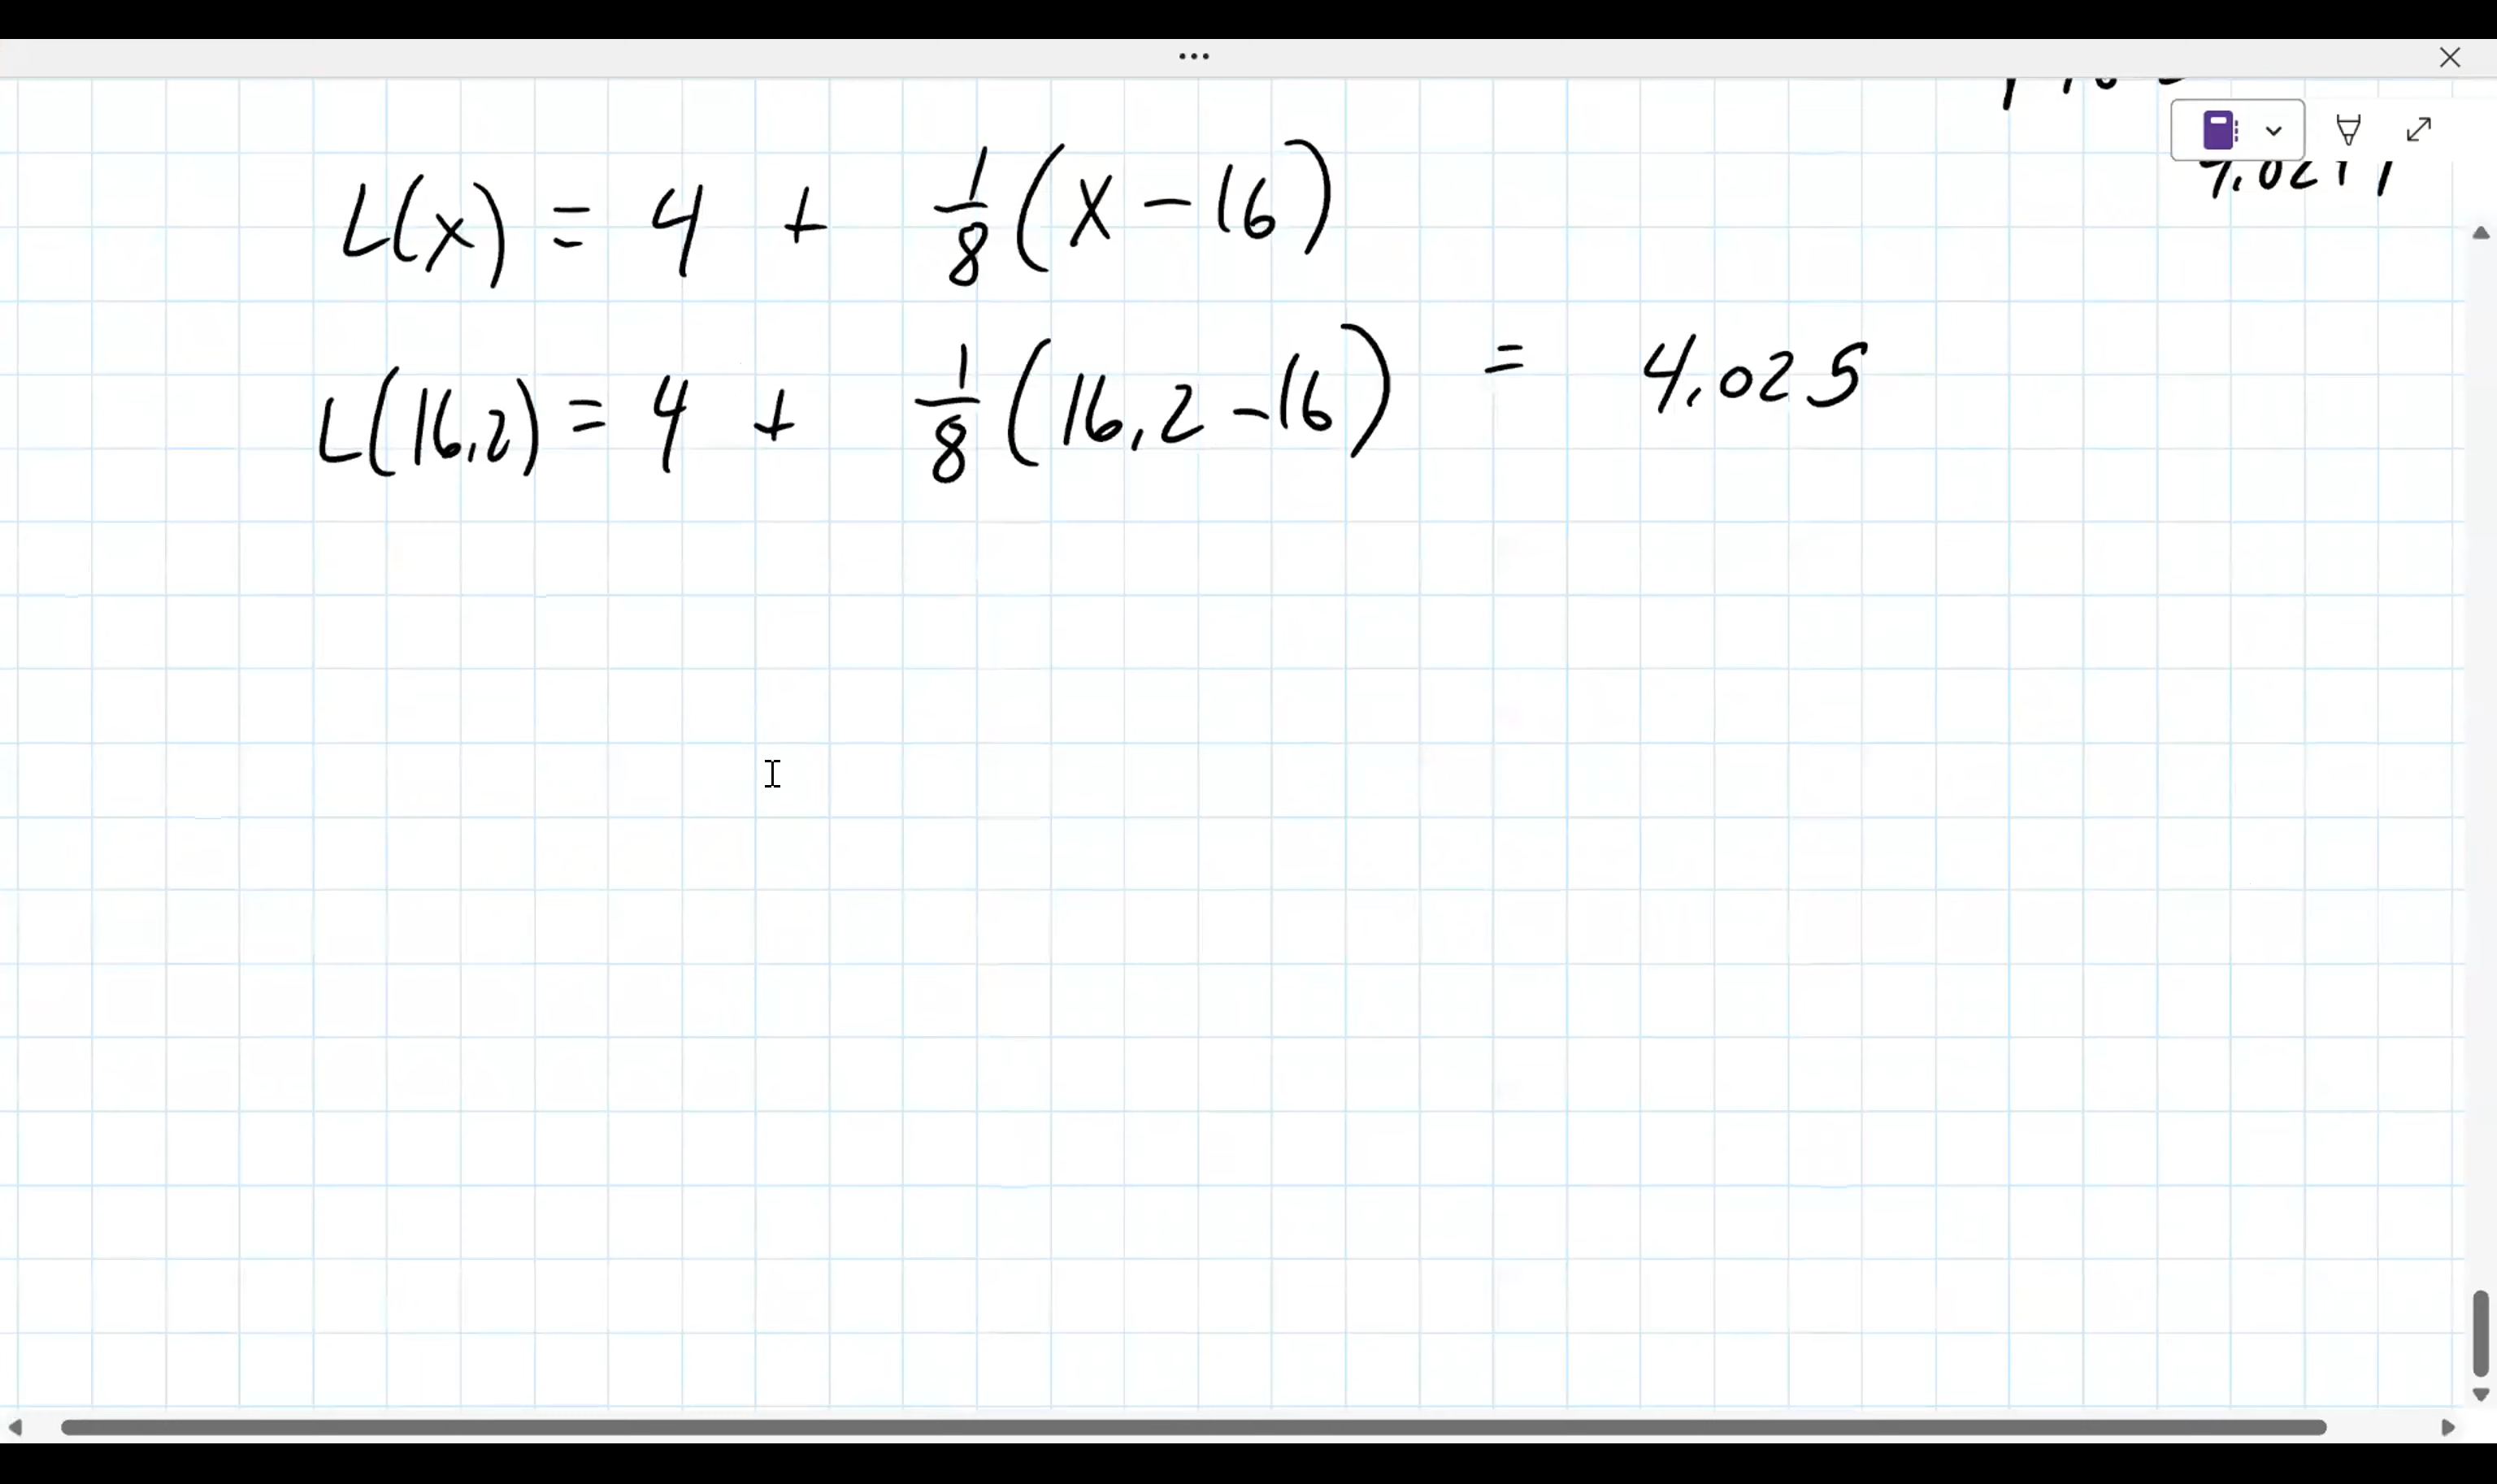 L(x) = 4 + 1/8 (x - 16)
L(16.2) = 4 + 1/8 (16.2 - 16) = 4.025